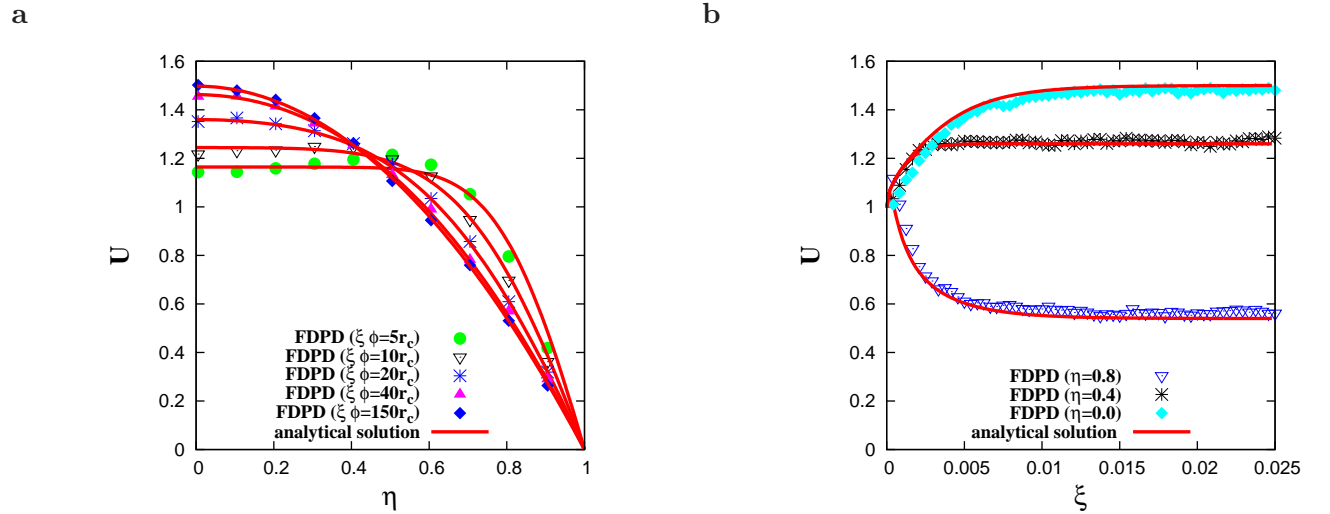 a
b
1.6
1.4
1.2
1
0.8
0.6
0.4
0.2
0
0 0.2 0.4 0.6 0.8 1
U
η
FDPD (ξ ϕ=5r_c)
FDPD (ξ ϕ=10r_c)
FDPD (ξ ϕ=20r_c)
FDPD (ξ ϕ=40r_c)
FDPD (ξ ϕ=150r_c)
analytical solution
1.6
1.4
1.2
1
0.8
0.6
0.4
0.2
0
0 0.005 0.01 0.015 0.02 0.025
U
ξ
FDPD (η=0.8)
FDPD (η=0.4)
FDPD (η=0.0)
analytical solution